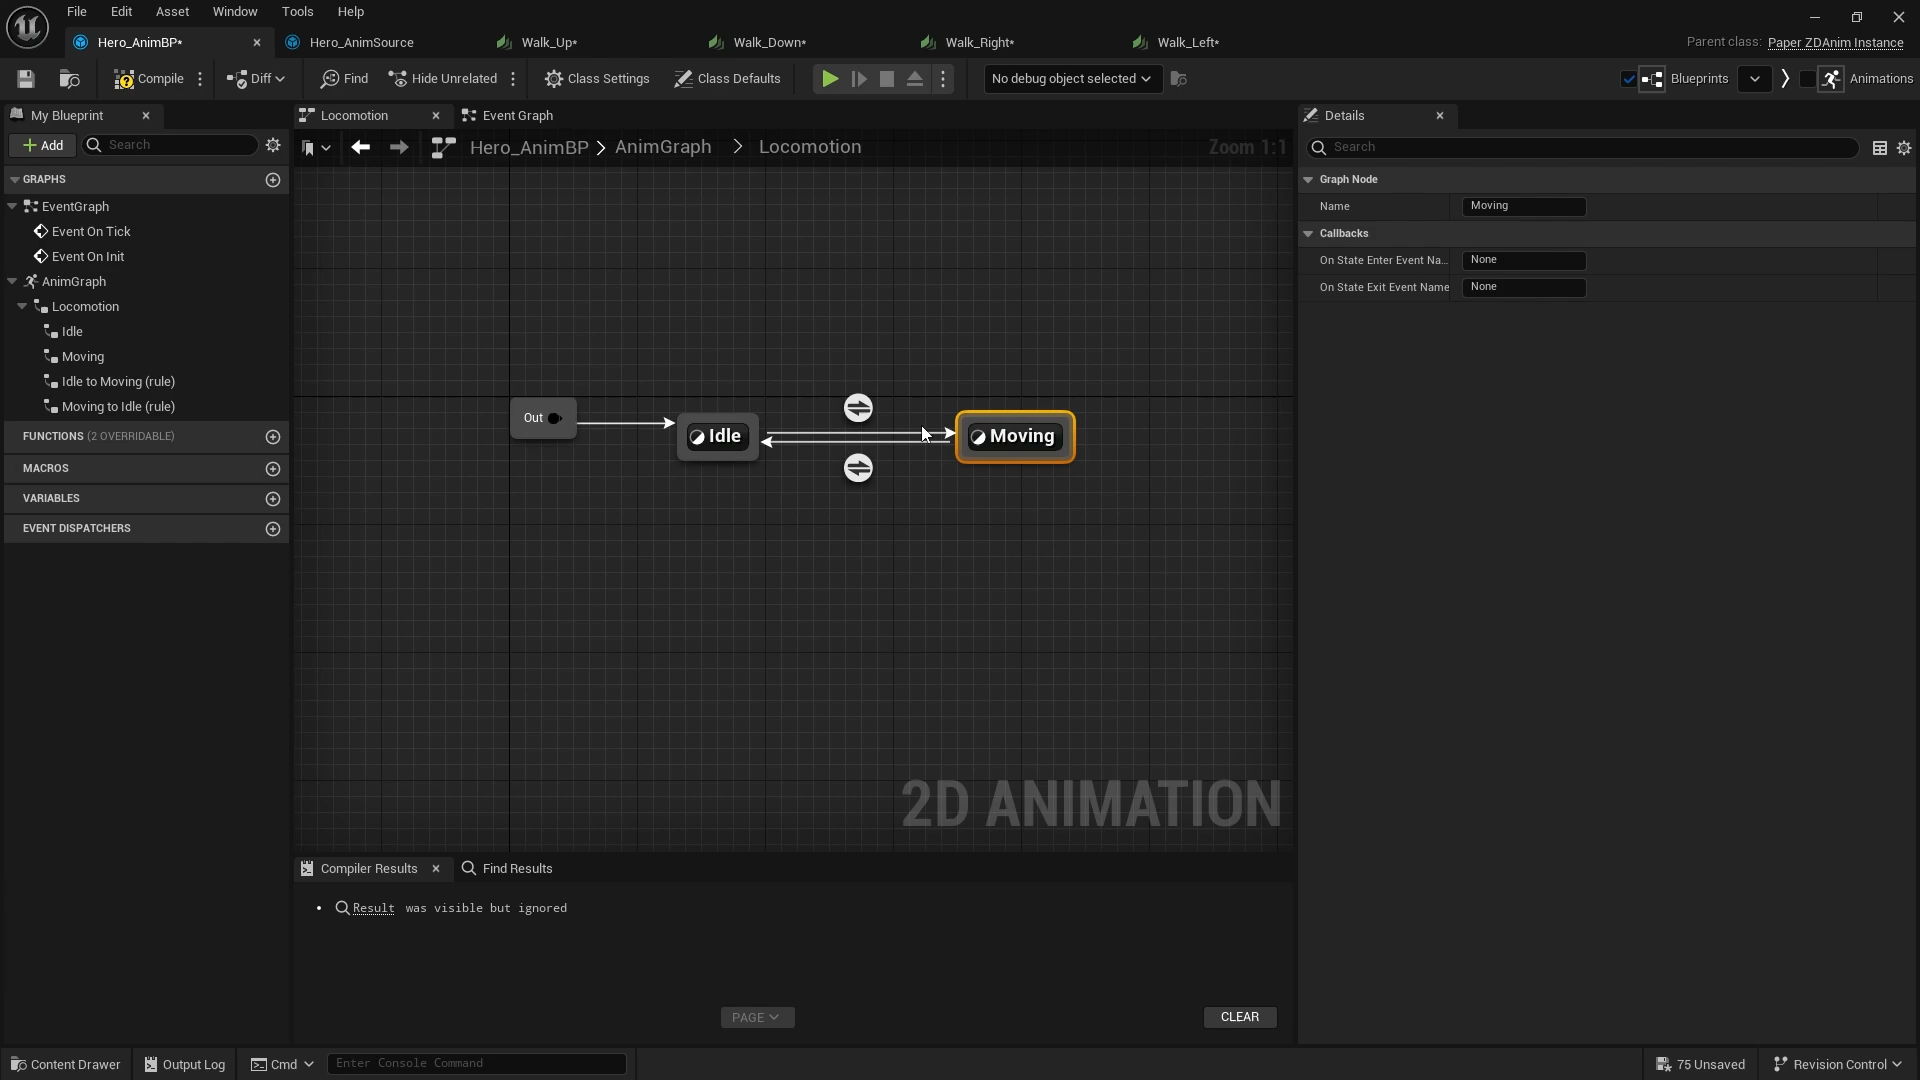 File Edit Asset Window Tools Help
Hero_AnimBP* Hero_AnimSource Walk_Up* Walk_Down* Walk_Right* Walk_Left* Parent class: Paper ZDAnim Instance
Compile Diff Find Hide Unrelated Class Settings Class Defaults No debug object selected Blueprints Animations
My Blueprint
Add Search
GRAPHS
EventGraph
Event On Tick
Event On Init
AnimGraph
Locomotion
Idle
Moving
Idle to Moving (rule)
Moving to Idle (rule)
FUNCTIONS (2 OVERRIDABLE)
MACROS
VARIABLES
EVENT DISPATCHERS
Locomotion Event Graph
Hero_AnimBP > AnimGraph > Locomotion Zoom 1:1
Out
Idle
Moving
2D ANIMATION
Compiler Results Find Results
• Result was visible but ignored
PAGE CLEAR
Details
Search
Graph Node
Name Moving
Callbacks
On State Enter Event Na... None
On State Exit Event Name None
Content Drawer Output Log Cmd Enter Console Command 75 Unsaved Revision Control